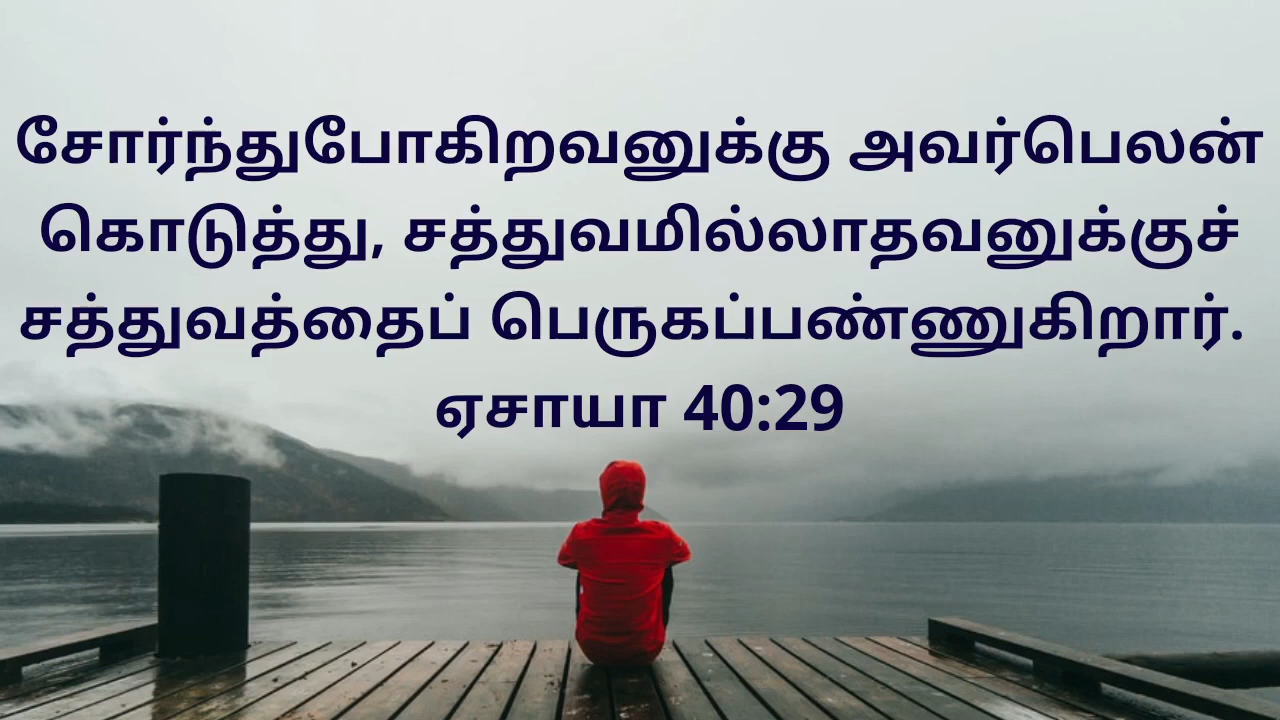 சோர்ந்துபோகிறவனுக்கு அவர்பெலன்
கொடுத்து, சத்துவமில்லாதவனுக்குச்
சத்துவத்தைப் பெருகப்பண்ணுகிறார்.
ஏசாயா 40:29